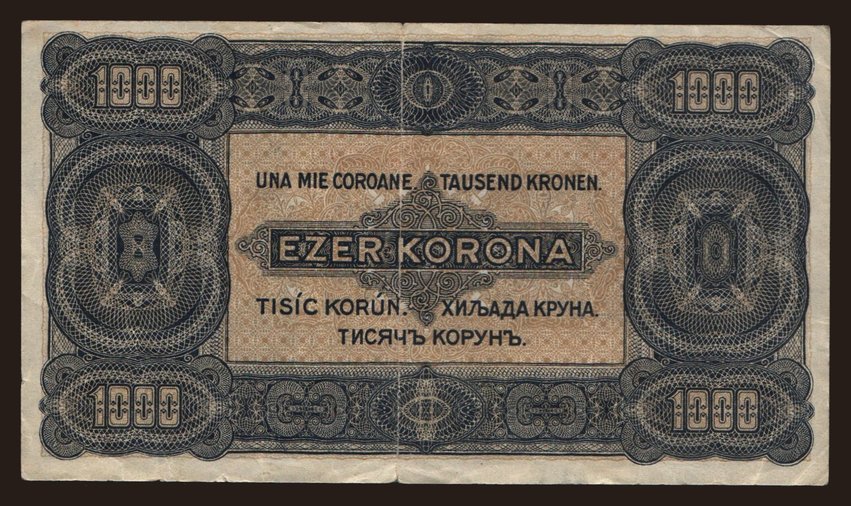 1000 1000
UNA MIE COROANE. TAUSEND KRONEN.
EZER KORONA
TISÍC KORÚN. ХИЉАДА КРУНА.
ТИСЯЧЪ КОРУНЪ.
1000 1000